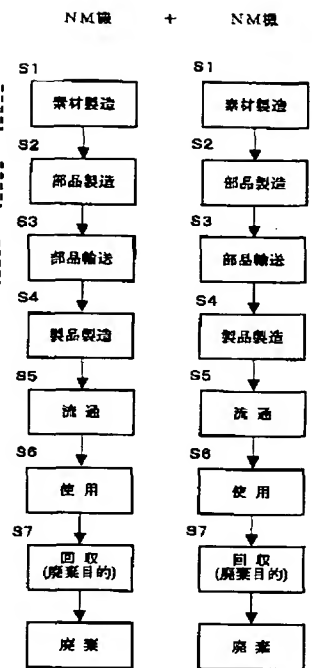 NM機 + NM機
S1
素材製造
S2
部品製造
S3
部品輸送
S4
製品製造
S5
流通
S6
使用
S7
回収
(廃棄目的)
廃棄
S1
素材製造
S2
部品製造
S3
部品輸送
S4
製品製造
S5
流通
S6
使用
S7
回収
(廃棄目的)
廃棄